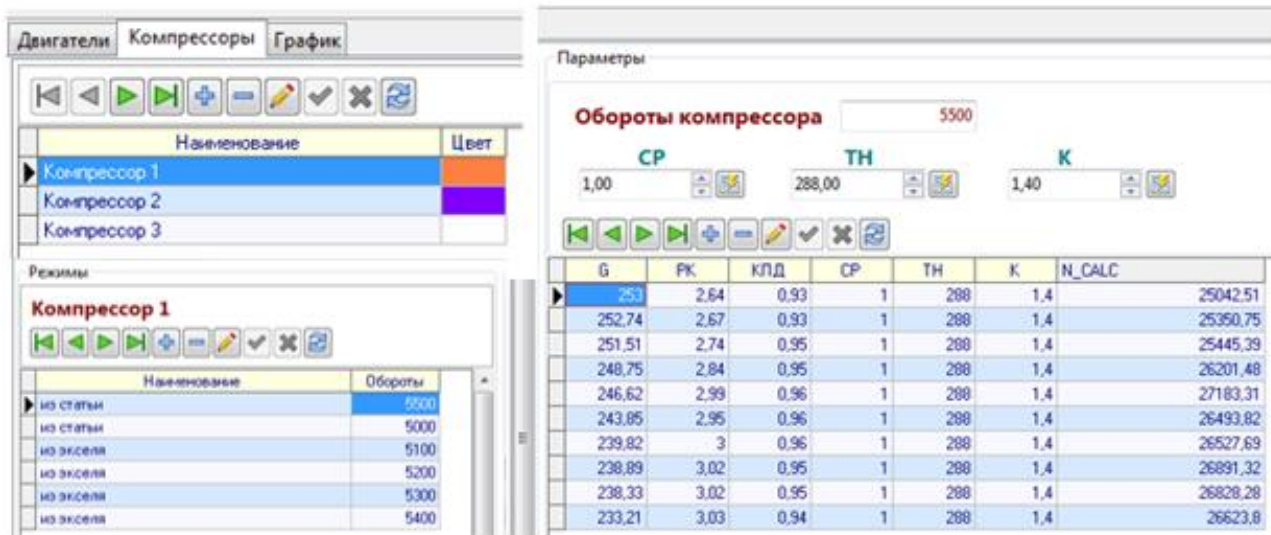 Двигатели Компрессоры График
Наименование Цвет
Компрессор 1
Компрессор 2
Компрессор 3
Режимы
Компрессор 1
Наименование Обороты
из статьи 5500
из статьи 5000
из экселя 5100
из экселя 5200
из экселя 5300
из экселя 5400
Параметры
Обороты компрессора 5500
СР ТН К
1,00 288,00 1,40
G РК КПД СР ТН К N_CALC
253 2,64 0,93 1 288 1,4 25042,51
252,74 2,67 0,93 1 288 1,4 25350,75
251,51 2,74 0,95 1 288 1,4 25445,39
248,75 2,84 0,95 1 288 1,4 26201,48
246,62 2,99 0,96 1 288 1,4 27183,31
243,85 2,95 0,96 1 288 1,4 26493,82
239,82 3 0,96 1 288 1,4 26527,69
238,89 3,02 0,95 1 288 1,4 26891,32
238,33 3,02 0,95 1 288 1,4 26828,28
233,21 3,03 0,94 1 288 1,4 26623,8